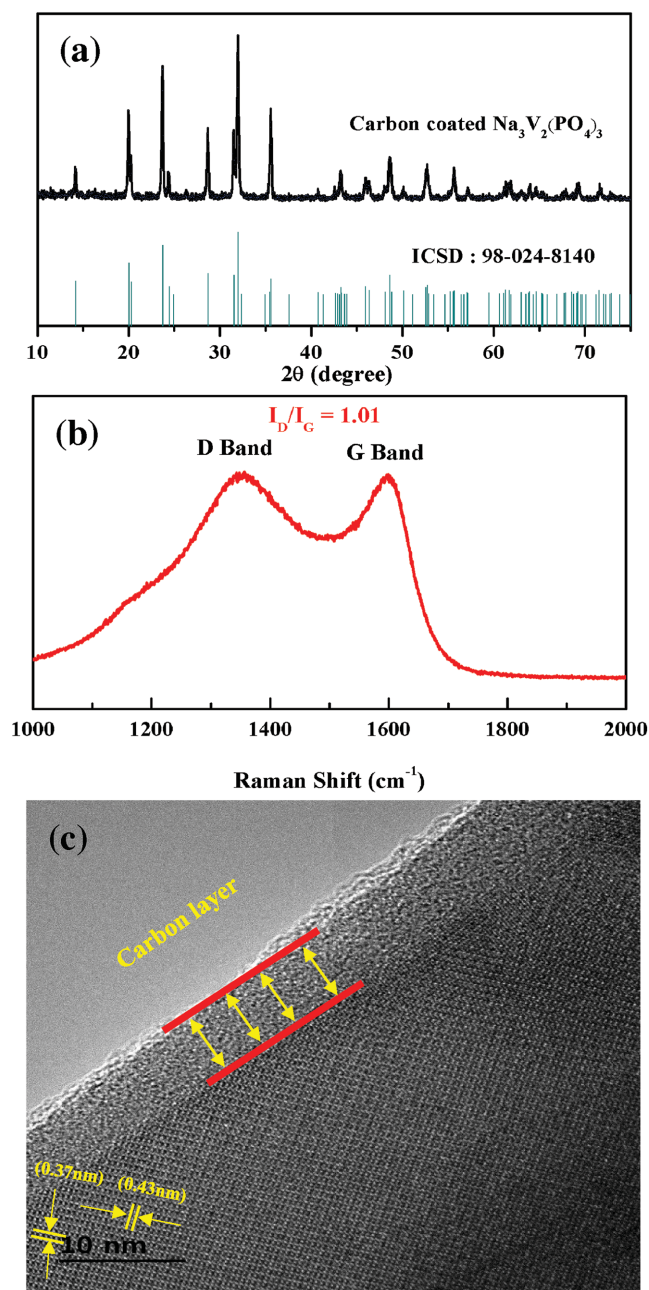 (a)
Carbon coated Na₃V₂(PO₄)₃
ICSD : 98-024-8140
10 20 30 40 50 60 70
2θ (degree)
(b)
I_D/I_G = 1.01
D Band G Band
1000 1200 1400 1600 1800 2000
Raman Shift (cm⁻¹)
(c)
Carbon layer
(0.37nm)
(0.43nm)
10 nm